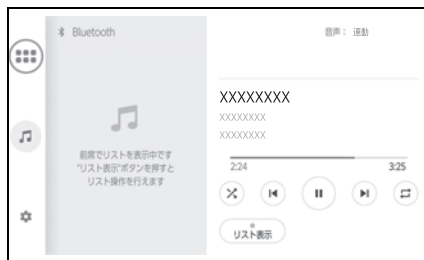 Bluetooth
音声： 連動
XXXXXXXX
XXXXXXXX
XXXXXXXX
前席でリストを表示中です
"リスト表示"ボタンを押すと
リスト操作を行えます
2:24
3:25
リスト表示